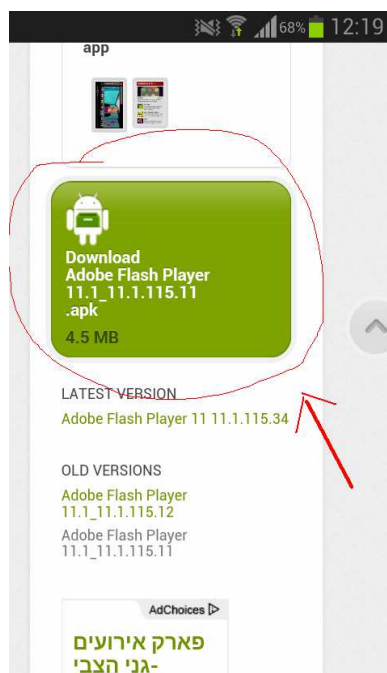 68% 12:19
app
Download
Adobe Flash Player
11.1_11.1.115.11
.apk
4.5 MB
LATEST VERSION
Adobe Flash Player 11 11.1.115.34
OLD VERSIONS
Adobe Flash Player
11.1_11.1.115.12
Adobe Flash Player
11.1_11.1.115.11
AdChoices
פארק אירועים
-גני הצבי